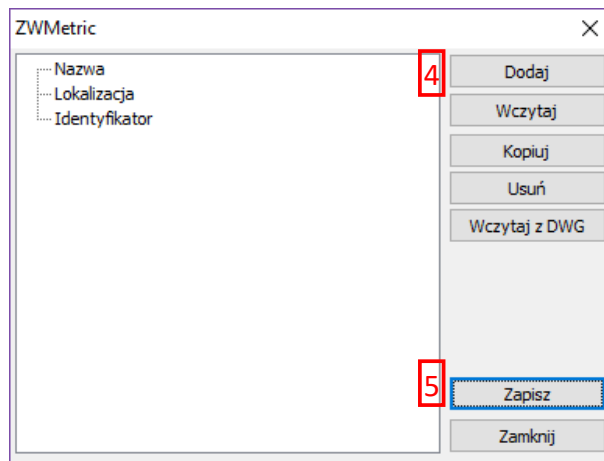 ZWMetric
Nazwa
Lokalizacja
Identyfikator
4
Dodaj
Wczytaj
Kopiuj
Usuń
Wczytaj z DWG
5
Zapisz
Zamknij